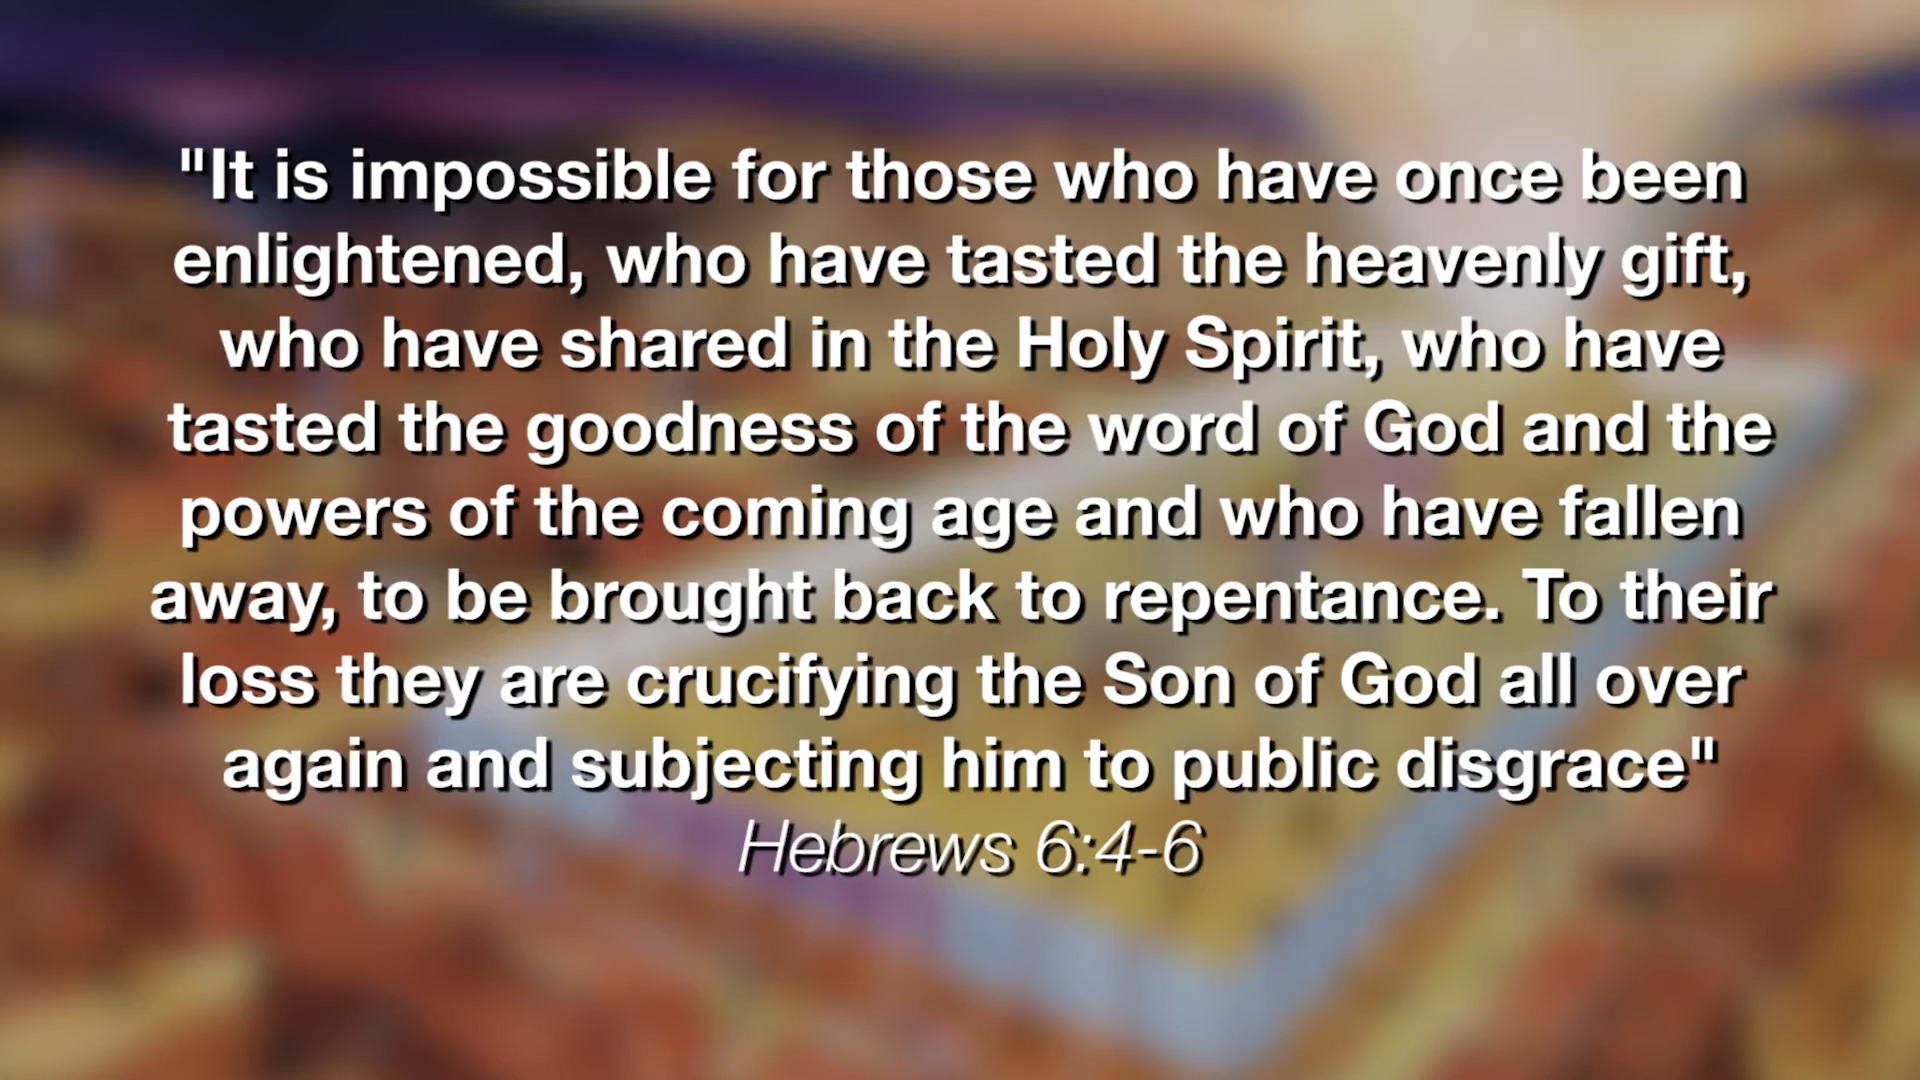 "It is impossible for those who have once been
enlightened, who have tasted the heavenly gift,
who have shared in the Holy Spirit, who have
tasted the goodness of the word of God and the
powers of the coming age and who have fallen
away, to be brought back to repentance. To their
loss they are crucifying the Son of God all over
again and subjecting him to public disgrace"
Hebrews 6:4-6